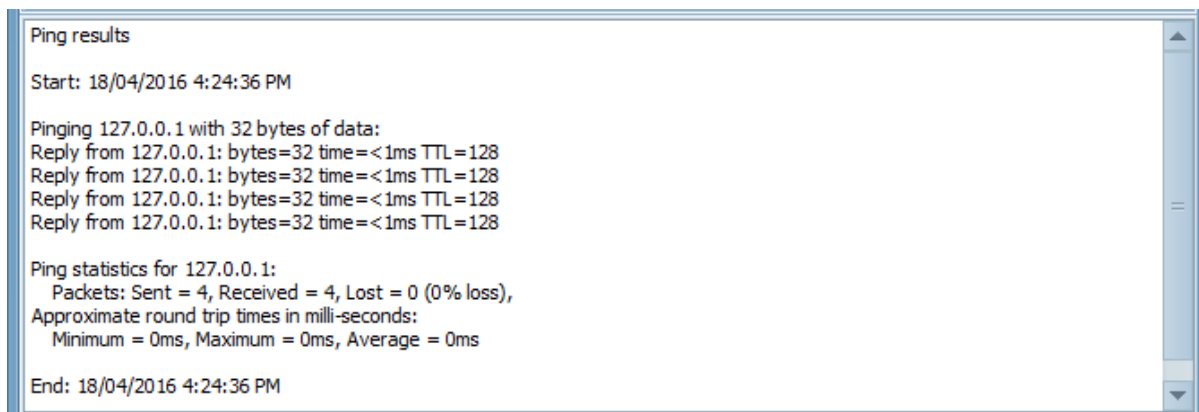 Ping results
Start: 18/04/2016 4:24:36 PM
Pinging 127.0.0.1 with 32 bytes of data:
Reply from 127.0.0.1: bytes=32 time=<1ms TTL=128
Reply from 127.0.0.1: bytes=32 time=<1ms TTL=128
Reply from 127.0.0.1: bytes=32 time=<1ms TTL=128
Reply from 127.0.0.1: bytes=32 time=<1ms TTL=128
Ping statistics for 127.0.0.1:
Packets: Sent = 4, Received = 4, Lost = 0 (0% loss),
Approximate round trip times in milli-seconds:
Minimum = 0ms, Maximum = 0ms, Average = 0ms
End: 18/04/2016 4:24:36 PM